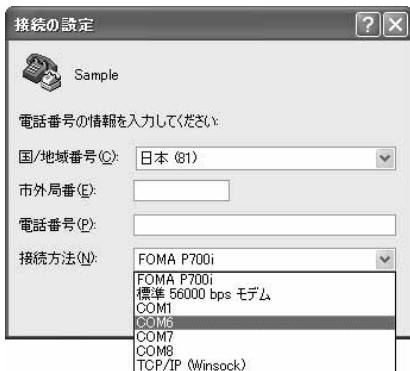 接続の設定
Sample
電話番号の情報を入力してください:
国/地域番号(C): 日本 (81)
市外局番(E):
電話番号(P):
接続方法(N): FOMA P700i
FOMA P700i
標準 56000 bps モデム
COM1
COM6
COM7
COM8
TCP/IP (Winsock)